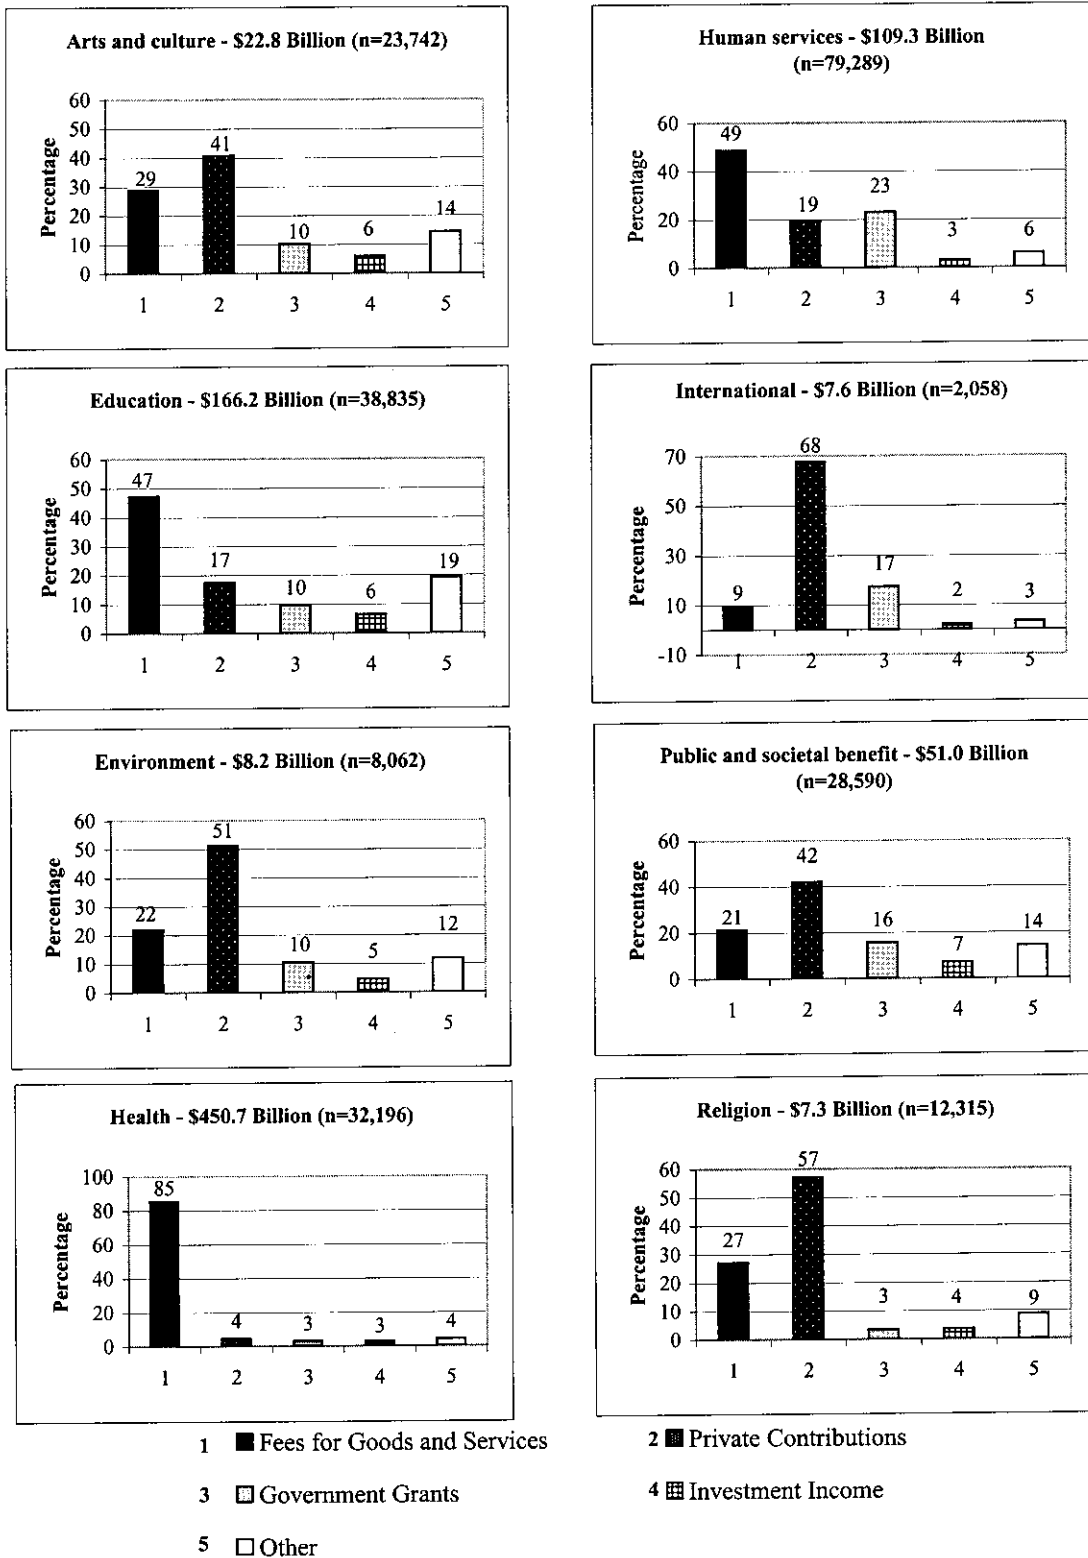 Arts and culture - $22.8 Billion (n=23,742)
Percentage
60
50
40
30
20
10
0
29
41
10
6
14
1 2 3 4 5
Human services - $109.3 Billion
(n=79,289)
Percentage
60
40
20
0
49
19
23
3
6
1 2 3 4 5
Education - $166.2 Billion (n=38,835)
Percentage
60
50
40
30
20
10
0
47
17
10
6
19
1 2 3 4 5
International - $7.6 Billion (n=2,058)
Percentage
70
50
30
10
-10
9
68
17
2
3
1 2 3 4 5
Environment - $8.2 Billion (n=8,062)
Percentage
60
50
40
30
20
10
0
22
51
10
5
12
1 2 3 4 5
Public and societal benefit - $51.0 Billion
(n=28,590)
Percentage
60
40
20
0
21
42
16
7
14
1 2 3 4 5
Health - $450.7 Billion (n=32,196)
Percentage
100
80
60
40
20
0
85
4
3
3
4
1 2 3 4 5
Religion - $7.3 Billion (n=12,315)
Percentage
60
50
40
30
20
10
0
27
57
3
4
9
1 2 3 4 5
1 Fees for Goods and Services
2 Private Contributions
3 Government Grants
4 Investment Income
5 Other